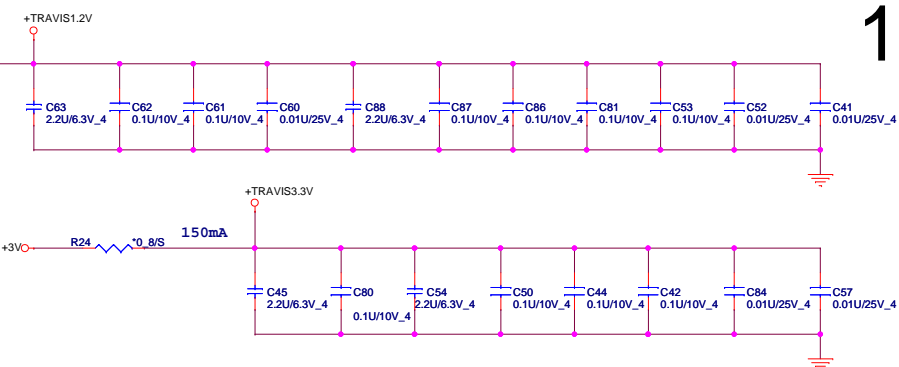 +TRAVIS1.2V
1
C63 C62 C61 C60 C88 C87 C86 C81 C53 C52 C41
2.2U/6.3V_4 0.1U/10V_4 0.1U/10V_4 0.01U/25V_4 2.2U/6.3V_4 0.1U/10V_4 0.1U/10V_4 0.1U/10V_4 0.1U/10V_4 0.01U/25V_4 0.01U/25V_4
+TRAVIS3.3V
+3V R24 *0_8/S 150mA
C45 C80 C54 C50 C44 C42 C84 C57
2.2U/6.3V_4 2.2U/6.3V_4 0.1U/10V_4 0.1U/10V_4 0.1U/10V_4 0.01U/25V_4 0.01U/25V_4
0.1U/10V_4